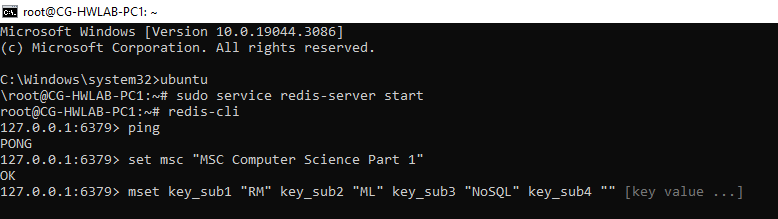 root@CG-HWLAB-PC1: ~
Microsoft Windows [Version 10.0.19044.3086]
(c) Microsoft Corporation. All rights reserved.
C:\Windows\system32>ubuntu
\root@CG-HWLAB-PC1:~# sudo service redis-server start
root@CG-HWLAB-PC1:~# redis-cli
127.0.0.1:6379> ping
PONG
127.0.0.1:6379> set msc "MSC Computer Science Part 1"
OK
127.0.0.1:6379> mset key_sub1 "RM" key_sub2 "ML" key_sub3 "NoSQL" key_sub4 "" [key value ...]